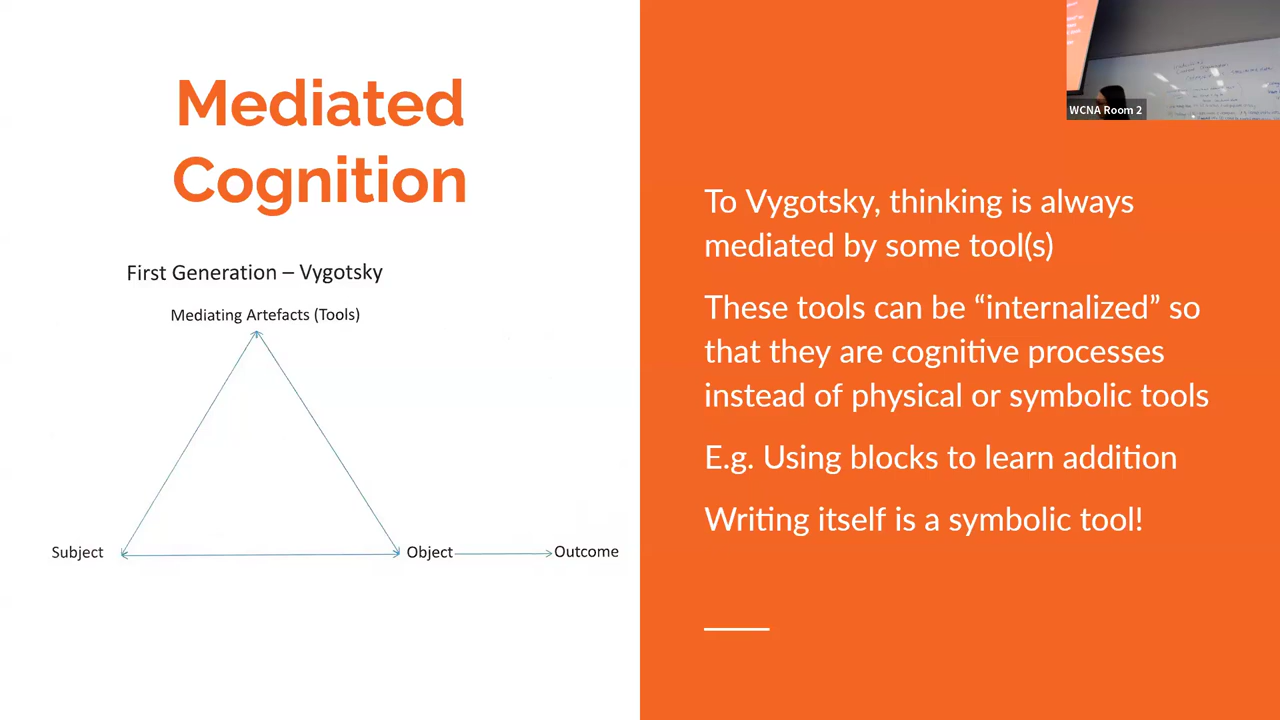 Mediated
Cognition
First Generation – Vygotsky
Mediating Artefacts (Tools)
Subject
Object
Outcome
To Vygotsky, thinking is always
mediated by some tool(s)
These tools can be “internalized” so
that they are cognitive processes
instead of physical or symbolic tools
E.g. Using blocks to learn addition
Writing itself is a symbolic tool!
WCNA Room 2